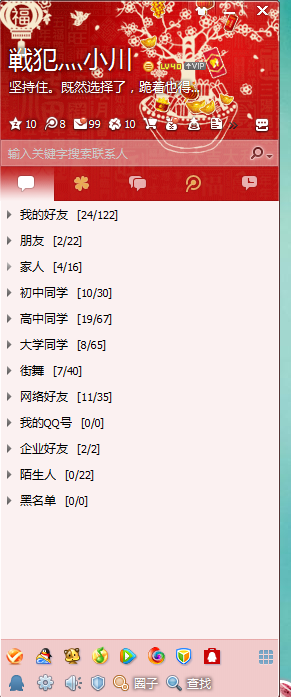 福
戦犯灬小川 LV40 VIP
坚持住。既然选择了，跪着也得...
10 8 99 10
输入关键字搜索联系人
我的好友 [24/122]
朋友 [2/22]
家人 [4/16]
初中同学 [10/30]
高中同学 [19/67]
大学同学 [8/65]
街舞 [7/40]
网络好友 [11/35]
我的QQ号 [0/0]
企业好友 [2/2]
陌生人 [0/22]
黑名单 [0/0]
圈子 查找